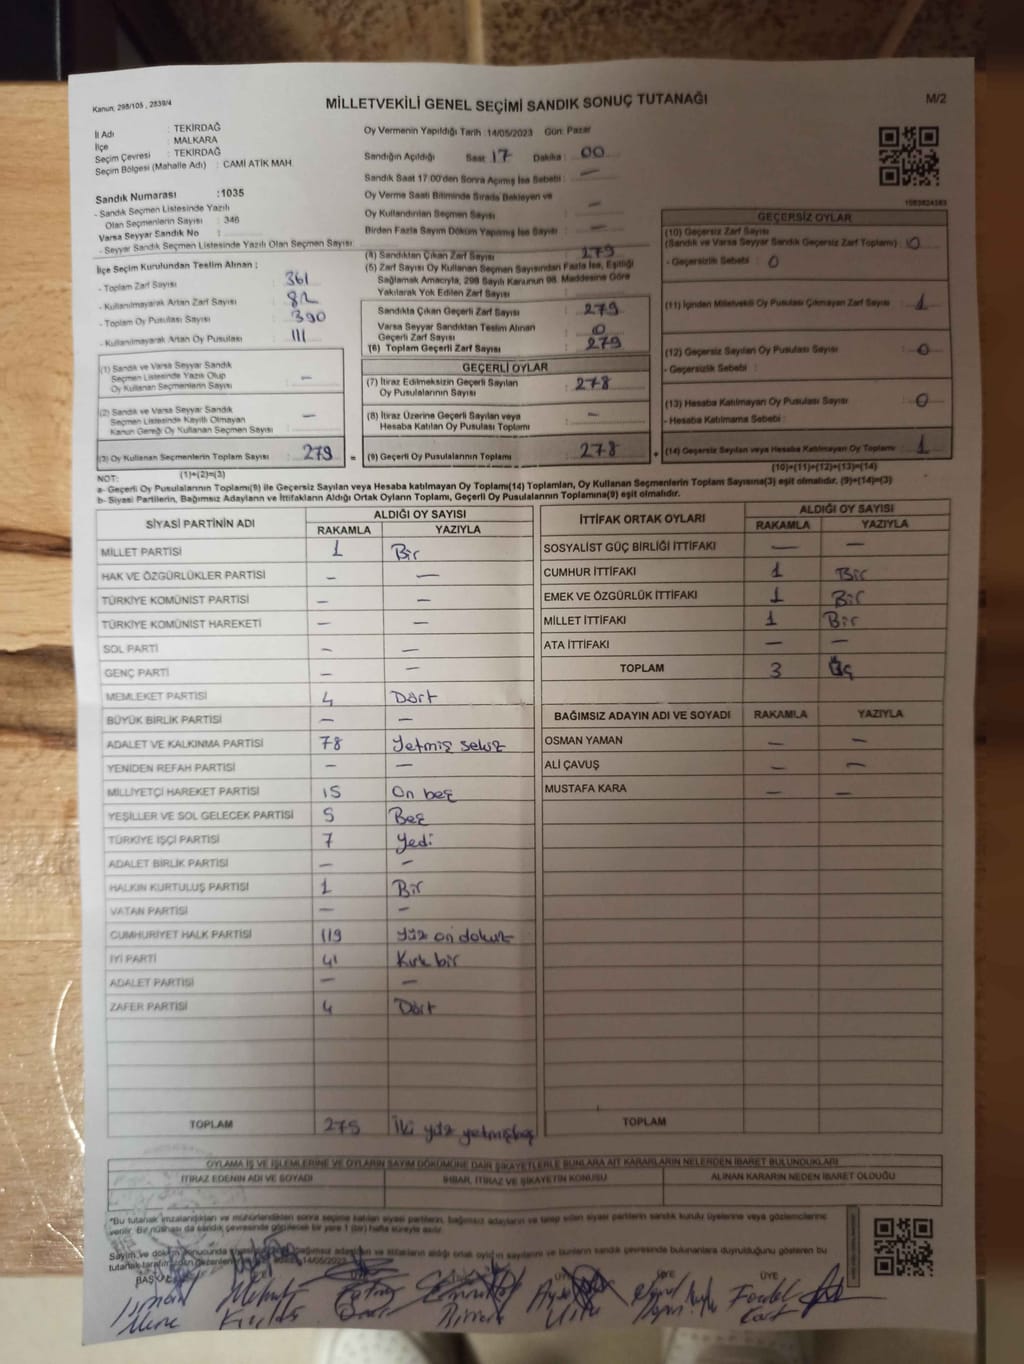 Kanun: 298/105 , 2839/4
MİLLETVEKİLİ GENEL SEÇİMİ SANDIK SONUÇ TUTANAĞI
M/2
İl Adı : TEKİRDAĞ
İlçe : MALKARA
Seçim Çevresi : TEKİRDAĞ
Seçim Bölgesi (Mahalle Adı) : CAMİ ATİK MAH
Sandık Numarası :1035
- Sandık Seçmen Listesinde Yazılı
Olan Seçmenlerin Sayısı : 346
Varsa Seyyar Sandık No :
- Seyyar Sandık Seçmen Listesinde Yazılı Olan Seçmen Sayısı:
Oy Vermenin Yapıldığı Tarih :14/05/2023 Gün: Pazar
Sandığın Açıldığı Saat 17 Dakika : 00
Sandık Saat 17:00'den Sonra Açılmış İse Sebebi : —
Oy Verme Saati Bitiminde Sırada Bekleyen ve
Oy Kullandırılan Seçmen Sayısı : —
Birden Fazla Sayım Döküm Yapılmış İse Sayısı : —
İlçe Seçim Kurulundan Teslim Alınan ;
- Toplam Zarf Sayısı : 361
- Kullanılmayarak Artan Zarf Sayısı : 82
- Toplam Oy Pusulası Sayısı : 390
- Kullanılmayarak Artan Oy Pusulası : 111
(4) Sandıktan Çıkan Zarf Sayısı : 279
(5) Zarf Sayısı Oy Kullanan Seçmen Sayısından Fazla İse, Eşitliği
Sağlamak Amacıyla, 298 Sayılı Kanunun 98. Maddesine Göre
Yakılarak Yok Edilen Zarf Sayısı :
Sandıkta Çıkan Geçerli Zarf Sayısı : 279
Varsa Seyyar Sandıktan Teslim Alınan
Geçerli Zarf Sayısı : 0
(6) Toplam Geçerli Zarf Sayısı : 279
GEÇERSİZ OYLAR
(10) Geçersiz Zarf Sayısı
(Sandık ve Varsa Seyyar Sandık Geçersiz Zarf Toplamı) : 0
- Geçersizlik Sebebi : 0
(11) İçinden Milletvekili Oy Pusulası Çıkmayan Zarf Sayısı : 1
(12) Geçersiz Sayılan Oy Pusulası Sayısı : 0
- Geçersizlik Sebebi :
(13) Hesaba Katılmayan Oy Pusulası Sayısı : 0
- Hesaba Katılmama Sebebi :
(14) Geçersiz Sayılan veya Hesaba Katılmayan Oy Toplamı : 1
(10)+(11)+(12)+(13)=(14)
(1) Sandık ve Varsa Seyyar Sandık
Seçmen Listesinde Yazılı Olup
Oy Kullanan Seçmenlerin Sayısı : —
(2) Sandık ve Varsa Seyyar Sandık
Seçmen Listesinde Kayıtlı Olmayan
Kanun Gereği Oy Kullanan Seçmen Sayısı : —
(3) Oy Kullanan Seçmenlerin Toplam Sayısı : 279 =
(1)+(2)=(3)
GEÇERLİ OYLAR
(7) İtiraz Edilmeksizin Geçerli Sayılan
Oy Pusulalarının Sayısı : 278
(8) İtiraz Üzerine Geçerli Sayılan veya
Hesaba Katılan Oy Pusulası Toplamı : —
(9) Geçerli Oy Pusulalarının Toplamı : 278 +
NOT:
a- Geçerli Oy Pusulalarının(9) ile Geçersiz Sayılan veya Hesaba Katılmayan Oy Toplamı(14) Toplamları, Oy Kullanan Seçmenlerin Toplam Sayısına(3) eşit olmalıdır. (9)+(14)=(3)
b- Siyasi Partilerin, Bağımsız Adayların ve İttifakların Aldığı Ortak Oyların Toplamı, Geçerli Oy Pusulalarının Toplamına(9) eşit olmalıdır.
SİYASİ PARTİNİN ADI ALDIĞI OY SAYISI
RAKAMLA YAZIYLA
MİLLET PARTİSİ 1 Bir
HAK VE ÖZGÜRLÜKLER PARTİSİ — —
TÜRKİYE KOMÜNİST PARTİSİ — —
TÜRKİYE KOMÜNİST HAREKETİ — —
SOL PARTİ — —
GENÇ PARTİ — —
MEMLEKET PARTİSİ 4 Dört
BÜYÜK BİRLİK PARTİSİ — —
ADALET VE KALKINMA PARTİSİ 78 Yetmiş sekiz
YENİDEN REFAH PARTİSİ — —
MİLLİYETÇİ HAREKET PARTİSİ 15 On beş
YEŞİLLER VE SOL GELECEK PARTİSİ 5 Beş
TÜRKİYE İŞÇİ PARTİSİ 7 Yedi
ADALET BİRLİK PARTİSİ — —
HALKIN KURTULUŞ PARTİSİ 1 Bir
VATAN PARTİSİ — —
CUMHURİYET HALK PARTİSİ 119 Yüz on dokuz
İYİ PARTİ 41 Kırk bir
ADALET PARTİSİ — —
ZAFER PARTİSİ 4 Dört
TOPLAM 275 İki yüz yetmişbeş
İTTİFAK ORTAK OYLARI ALDIĞI OY SAYISI
RAKAMLA YAZIYLA
SOSYALİST GÜÇ BİRLİĞİ İTTİFAKI — —
CUMHUR İTTİFAKI 1 Bir
EMEK VE ÖZGÜRLÜK İTTİFAKI 1 Bir
MİLLET İTTİFAKI 1 Bir
ATA İTTİFAKI — —
TOPLAM 3 Üç
BAĞIMSIZ ADAYIN ADI VE SOYADI RAKAMLA YAZIYLA
OSMAN YAMAN — —
ALİ ÇAVUŞ — —
MUSTAFA KARA — —
TOPLAM
OYLAMA İŞ VE İŞLEMLERİNE VE OYLARIN SAYIM DÖKÜMÜNE DAİR ŞİKAYETLERLE BUNLARA AİT KARARLARIN NELERDEN İBARET BULUNDUKLARI
İTİRAZ EDENİN ADI VE SOYADI İHBAR, İTİRAZ VE ŞİKAYETİN KONUSU ALINAN KARARIN NEDEN İBARET OLDUĞU
*Bu tutanak imzalandıktan ve mühürlendikten sonra seçime katılan siyasi partilerin, bağımsız adayların ve talep eden siyasi partilerin sandık kurulu üyelerine veya gözlemcilerine
verilir. Bir nüshası da sandık çevresinde görülebilir bir yere 1 (bir) hafta süreyle asılır.
Sayım ve döküm sonucunda bağımsız adayların ve ittifakların aldığı ortak oyların sayılarını ve bunların sandık çevresinde bulunanlara duyrulduğunu gösteren bu
14/05/2023
ÜYE ÜYE